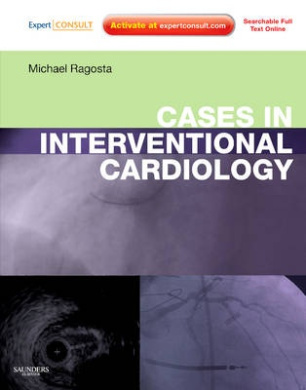 Expert CONSULT
Activate at expertconsult.com
Searchable Full
Text Online
Michael Ragosta
CASES IN
INTERVENTIONAL
CARDIOLOGY
SAUNDERS
ELSEVIER